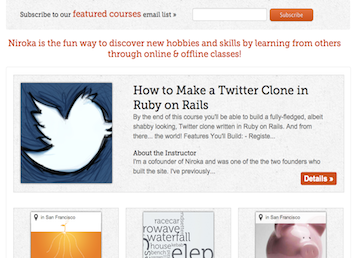 Subscribe to our featured courses email list »
Subscribe
Niroka is the fun way to discover new hobbies and skills by learning from others
through online & offline classes!
How to Make a Twitter Clone in
Ruby on Rails
By the end of this course you'll be able to build a fully-fledged, albeit
shabby looking, Twitter clone written in Ruby on Rails. And from
there... the world! Features You'll Build: - Registe...
About the Instructor
I'm a cofounder of Niroka and was one of the the two founders who
built the site. I've previously...
Details »
in San Francisco
in San Francisco
racecar
rowave
waterfall
house
elep